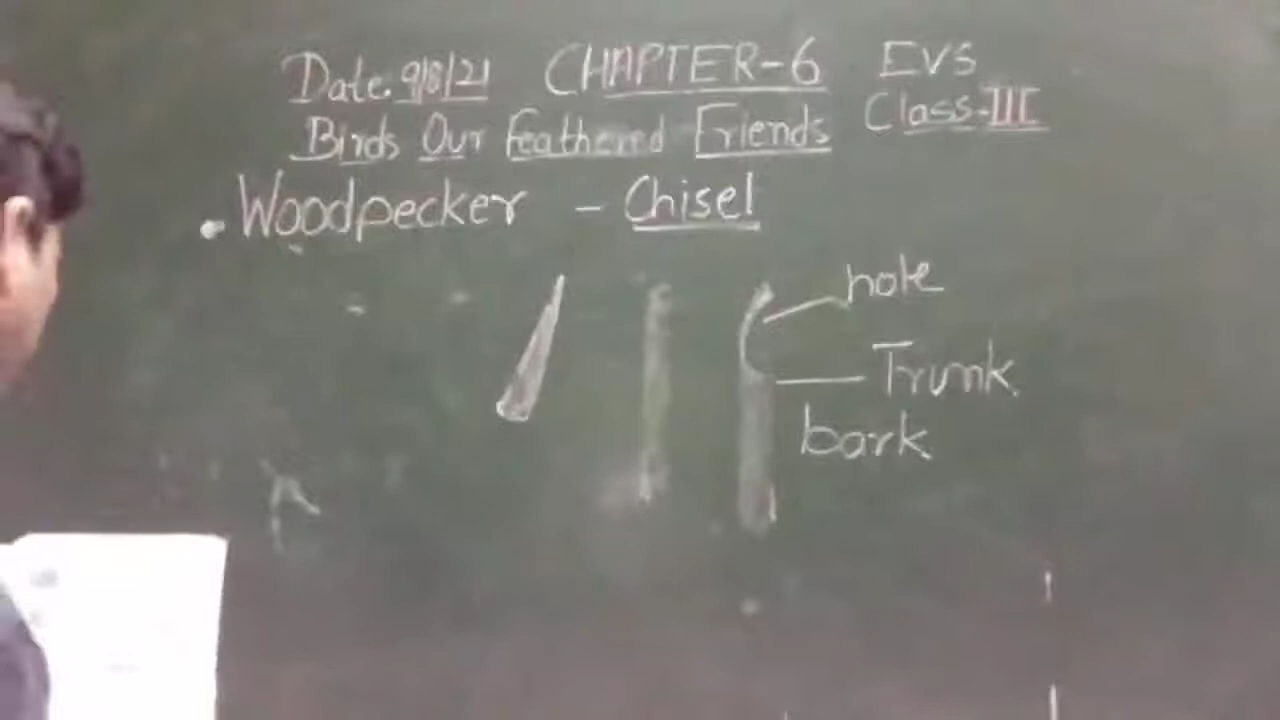 Date. 9/8/21 CHAPTER-6 EVS
Birds Our Feathered Friends Class-III
• Woodpecker - Chisel
hole
Trunk
bark